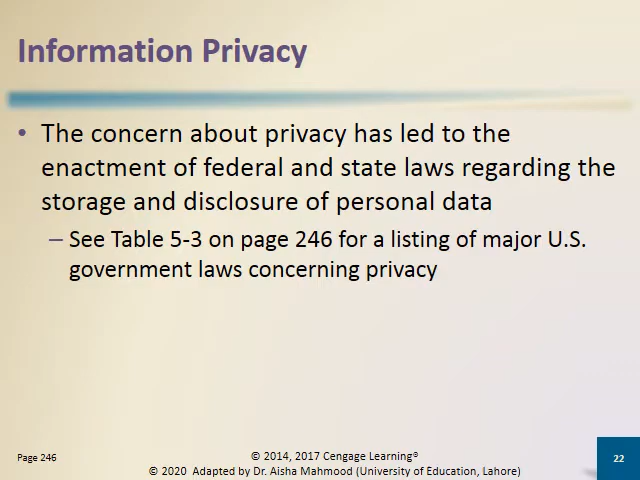 Information Privacy
• The concern about privacy has led to the
enactment of federal and state laws regarding the
storage and disclosure of personal data
– See Table 5-3 on page 246 for a listing of major U.S.
government laws concerning privacy
Page 246
© 2014, 2017 Cengage Learning®
© 2020 Adapted by Dr. Aisha Mahmood (University of Education, Lahore)
22